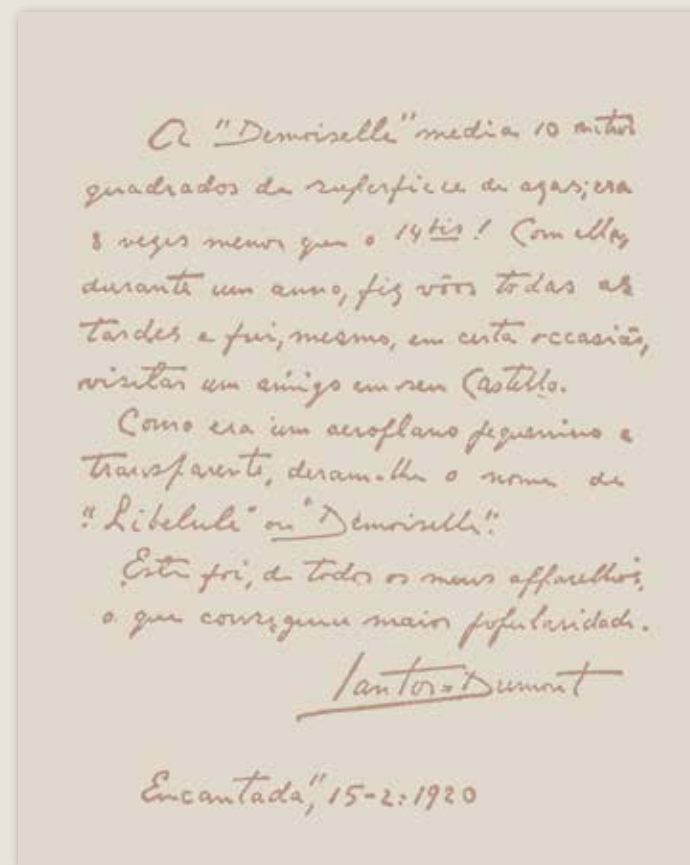 A "Demoiselle" media 10 metros
quadrados de superficie de azas; era
8 vezes menor que o 14 bis! Com ella,
durante um anno, fiz vôos todas as
tardes e fui, mesmo, em certa occasião,
visitar um amigo em seu Castello.
Como era um aeroplano pequenino e
transparente, deram-lhe o nome de
"Libelule" ou "Demoiselle".
Este foi, de todos os meus apparelhos,
o que conseguiu maior popularidade.
Santos=Dumont
Encantada", 15-2-1920